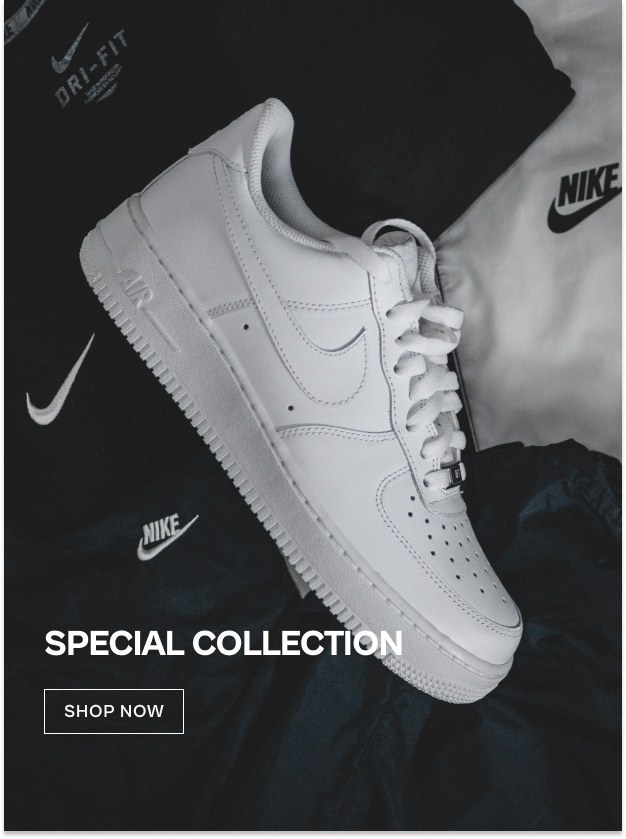 DRI-FIT
NIKE
AIR
NIKE
SPECIAL COLLECTION
SHOP NOW